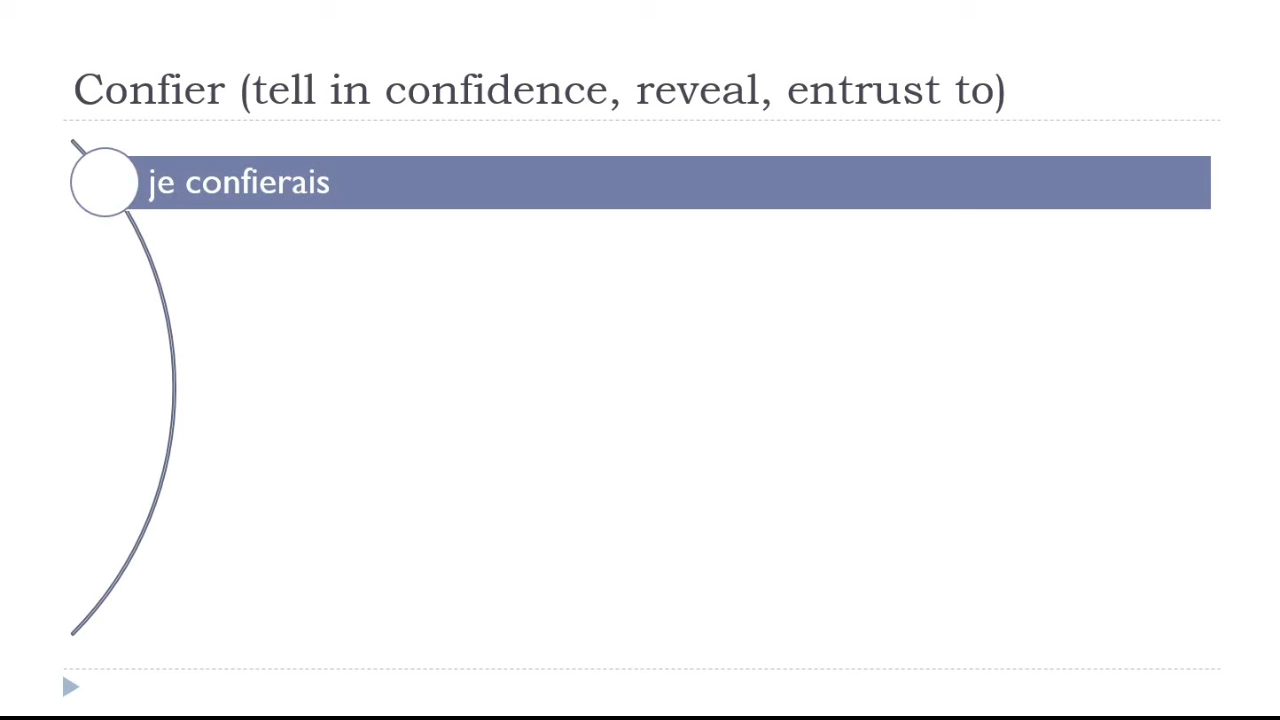 Confier (tell in confidence, reveal, entrust to)
je confierais